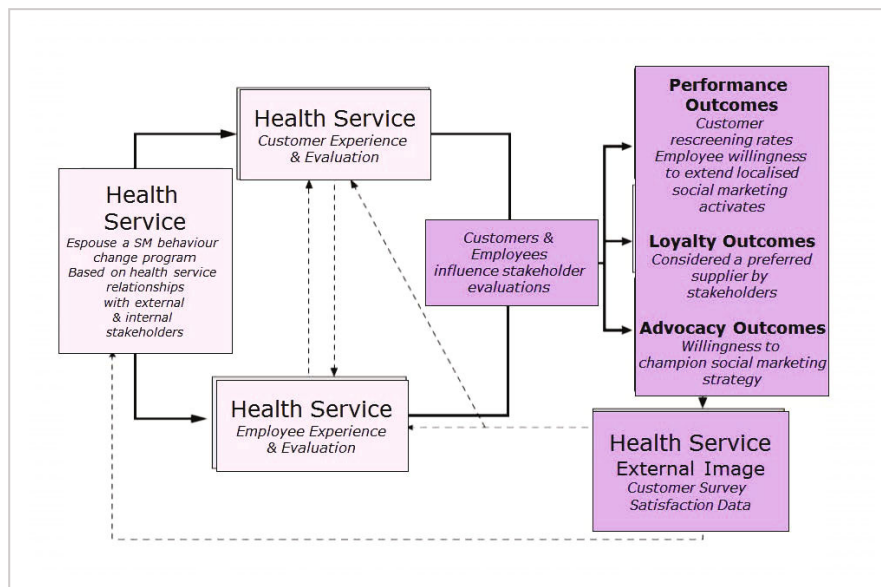 Health Service
Customer Experience
& Evaluation
Health
Service
Espouse a SM behaviour
change program
Based on health service
relationships
with external
& internal
stakeholders
Health Service
Employee Experience
& Evaluation
Customers &
Employees
influence stakeholder
evaluations
Performance
Outcomes
Customer
rescreening rates
Employee willingness
to extend localised
social marketing
activates
Loyalty Outcomes
Considered a preferred
supplier by
stakeholders
Advocacy Outcomes
Willingness to
champion social marketing
strategy
Health Service
External Image
Customer Survey
Satisfaction Data